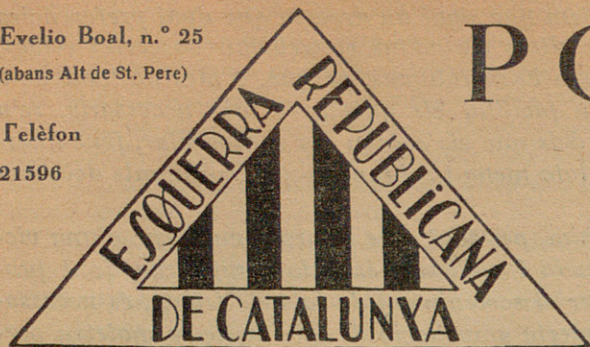 Evelio Boal, n.º 25
(abans Alt de St. Pere)
Telèfon
21596
ESQUERRA
REPUBLiCANA
DE CATALUNYA